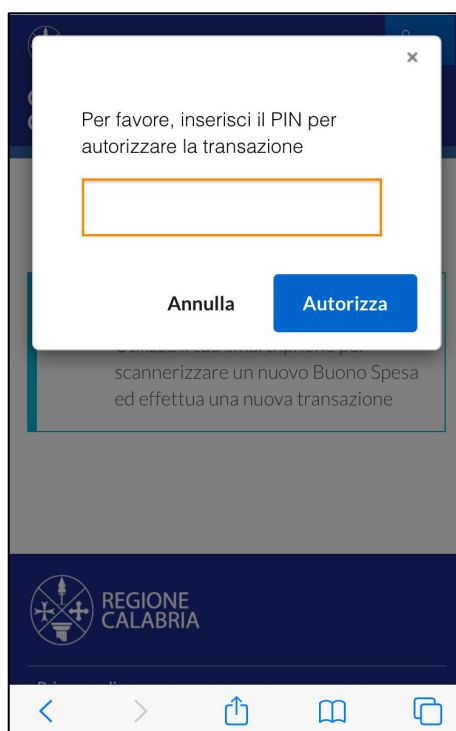 Per favore, inserisci il PIN per
autorizzare la transazione
Annulla
Autorizza
scannerizzare un nuovo Buono Spesa
ed effettua una nuova transazione
REGIONE
CALABRIA